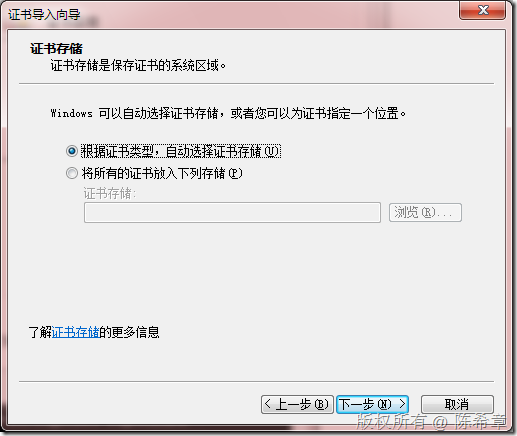 证书导入向导
证书存储
证书存储是保存证书的系统区域。
Windows 可以自动选择证书存储，或者您可以为证书指定一个位置。
根据证书类型，自动选择证书存储(U)
将所有的证书放入下列存储(P)
证书存储:
浏览(R)...
了解证书存储的更多信息
< 上一步(B) 下一步(N) > 取消
版权所有 @ 陈希章